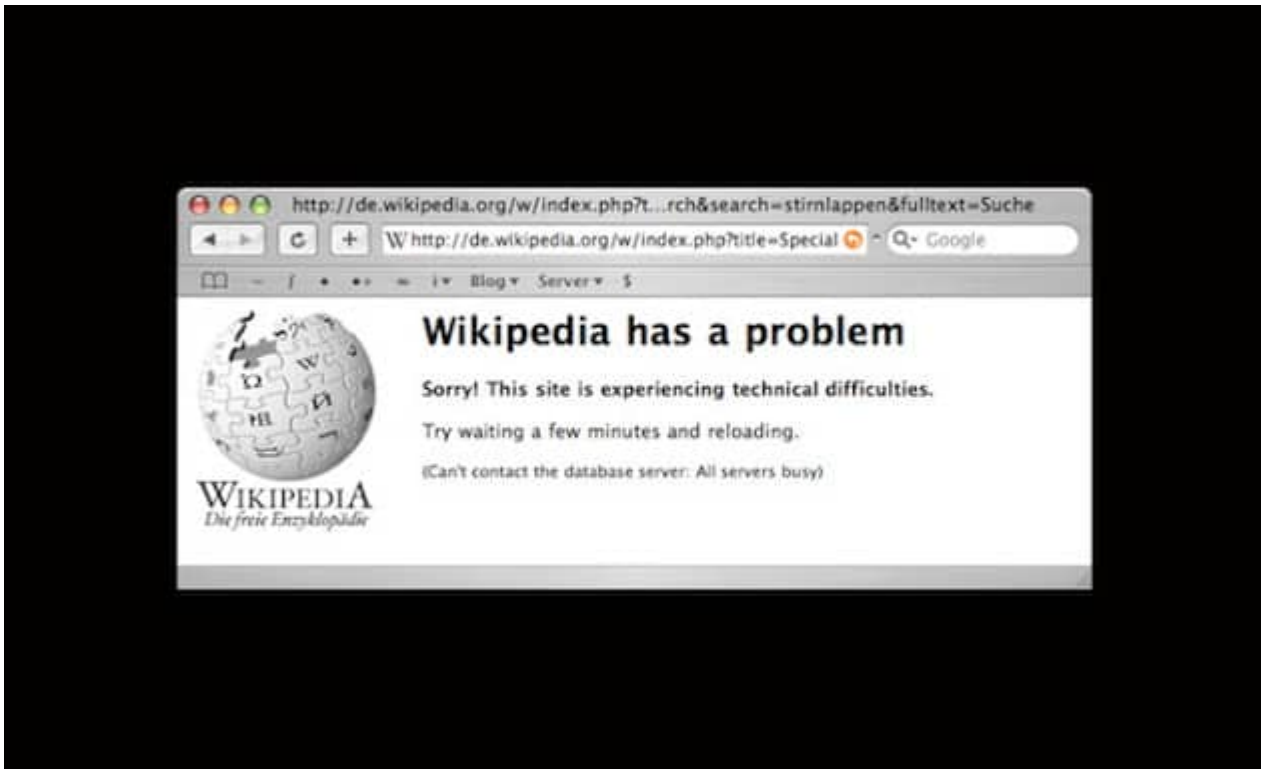 http://de.wikipedia.org/w/index.php?t...rch&search=stirnlappen&fulltext=Suche
W http://de.wikipedia.org/w/index.php?title=Special
Google
Blog Server $
Wikipedia has a problem
Sorry! This site is experiencing technical difficulties.
Try waiting a few minutes and reloading.
(Can't contact the database server: All servers busy)
WIKIPEDIA
Die freie Enzyklopädie